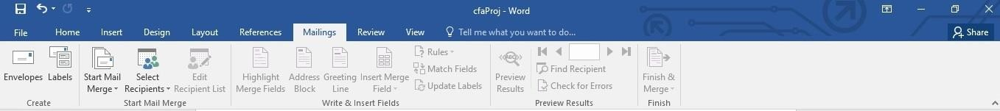 cfaProj - Word
File Home Insert Design Layout References Mailings Review View Tell me what you want to do... Share
Envelopes Labels
Create
Start Mail Merge
Select Recipients
Edit Recipient List
Start Mail Merge
Highlight Merge Fields
Address Block
Greeting Line
Insert Merge Field
Rules
Match Fields
Update Labels
Write & Insert Fields
ABC
Preview Results
Find Recipient
Check for Errors
Preview Results
Finish & Merge
Finish